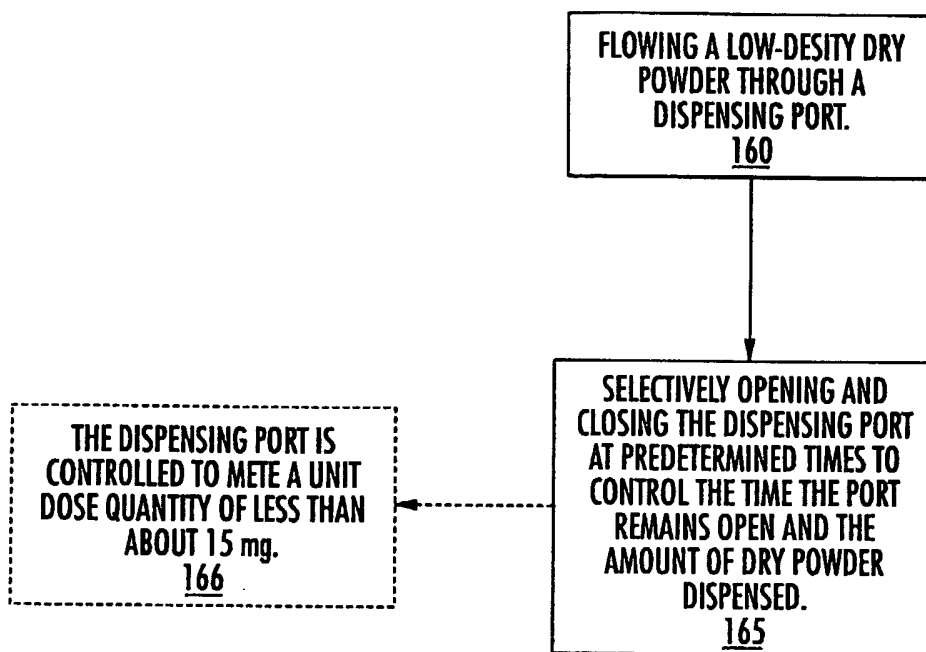 FLOWING A LOW-DESITY DRY
POWDER THROUGH A
DISPENSING PORT.
160
SELECTIVELY OPENING AND
CLOSING THE DISPENSING PORT
AT PREDETERMINED TIMES TO
CONTROL THE TIME THE PORT
REMAINS OPEN AND THE
AMOUNT OF DRY POWDER
DISPENSED.
165
THE DISPENSING PORT IS
CONTROLLED TO METE A UNIT
DOSE QUANTITY OF LESS THAN
ABOUT 15 mg.
166